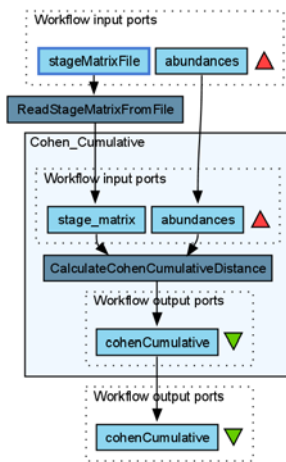 Workflow input ports
stageMatrixFile
abundances
ReadStageMatrixFromFile
Cohen_Cumulative
Workflow input ports
stage_matrix
abundances
CalculateCohenCumulativeDistance
Workflow output ports
cohenCumulative
Workflow output ports
cohenCumulative